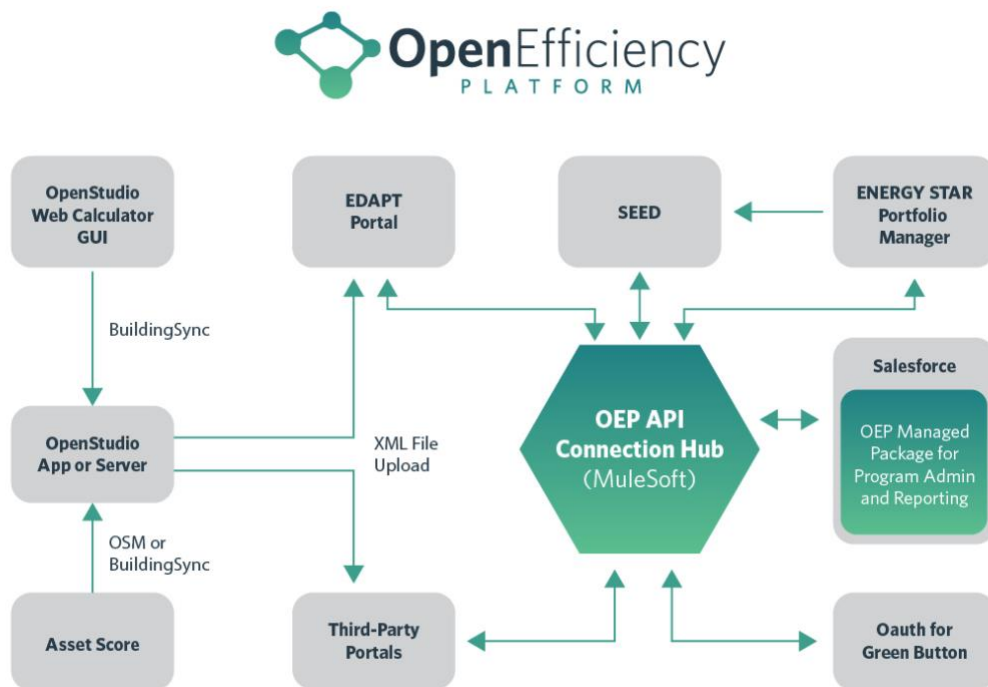 OpenEfficiency
PLATFORM
OpenStudio
Web Calculator
GUI
EDAPT
Portal
SEED
ENERGY STAR
Portfolio
Manager
BuildingSync
OpenStudio
App or Server
XML File
Upload
OEP API
Connection Hub
(MuleSoft)
Salesforce
OEP Managed
Package for
Program Admin
and Reporting
OSM or
BuildingSync
Asset Score
Third-Party
Portals
Oauth for
Green Button